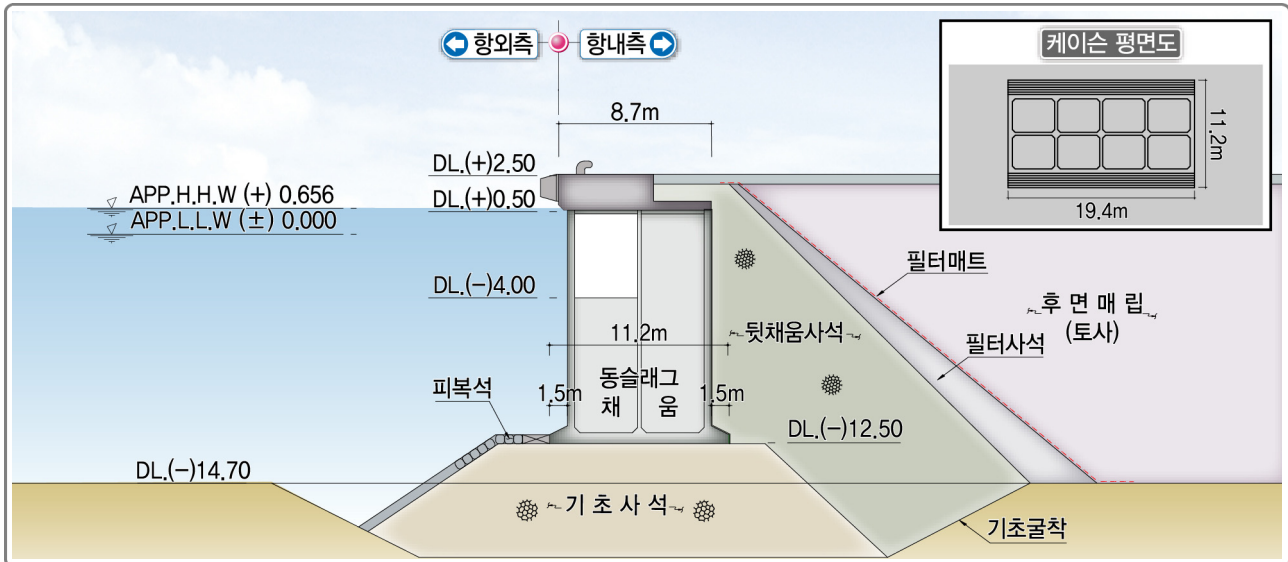 항외측
항내측
케이슨 평면도
11.2m
19.4m
8.7m
DL.(+)2.50
APP.H.H.W (+) 0.656
DL.(+)0.50
APP.L.L.W (±) 0.000
DL.(-)4.00
필터매트
후 면 매 립
(토사)
뒷채움사석
필터사석
11.2m
동슬래그
채 움
1.5m
1.5m
피복석
DL.(-)12.50
DL.(-)14.70
기 초 사 석
기초굴착